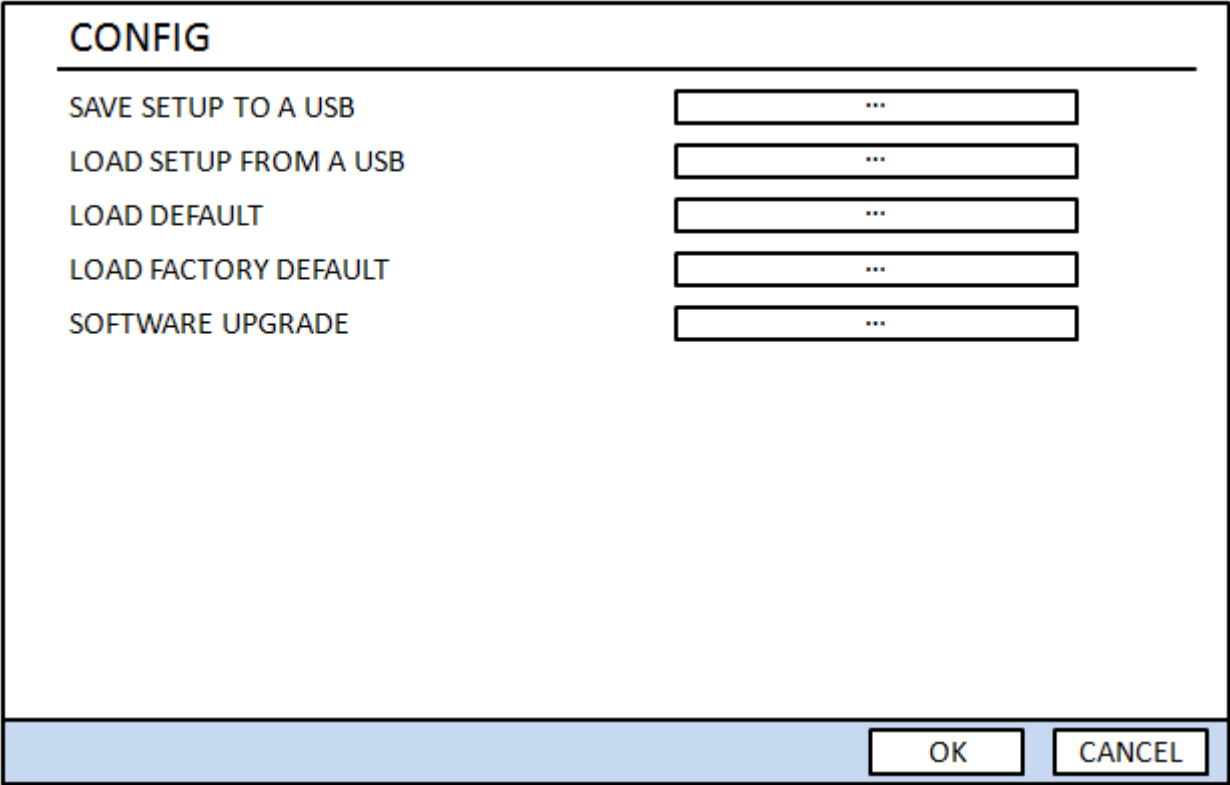 CONFIG
SAVE SETUP TO A USB ...
LOAD SETUP FROM A USB ...
LOAD DEFAULT ...
LOAD FACTORY DEFAULT ...
SOFTWARE UPGRADE ...
OK CANCEL